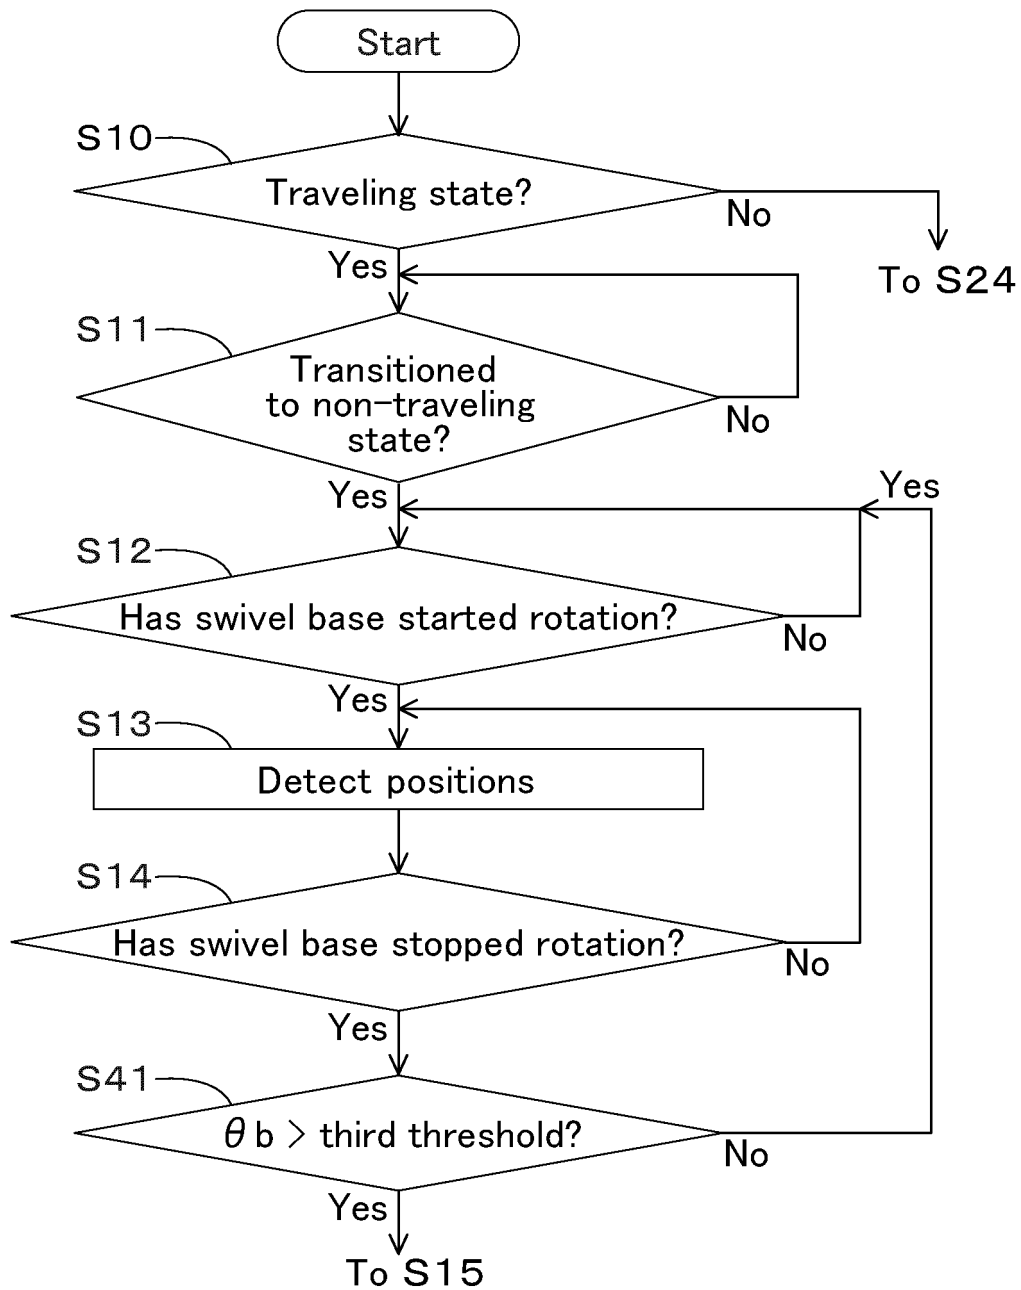 Start
S10
Traveling state?
No
Yes
To S24
S11
Transitioned
to non-traveling
state?
No
Yes
Yes
S12
Has swivel base started rotation?
No
Yes
S13
Detect positions
S14
Has swivel base stopped rotation?
No
Yes
S41
θb > third threshold?
No
Yes
To S15